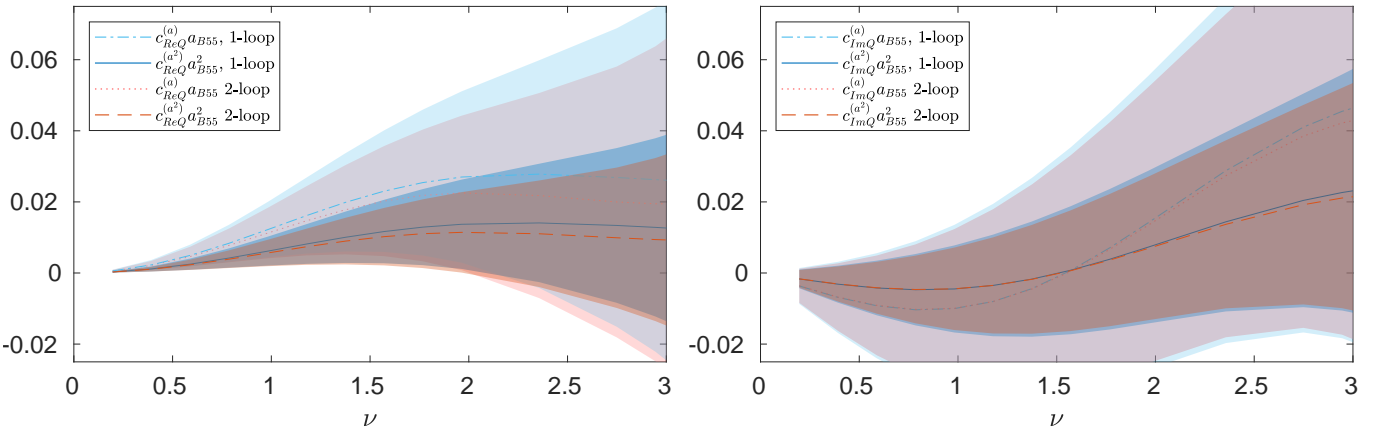 0.06
0.04
0.02
0
-0.02
0 0.5 1 1.5 2 2.5 3
ν
c_{ReQ}^{(a)} a_{B55}, 1-loop
c_{ReQ}^{(a^2)} a_{B55}^2, 1-loop
c_{ReQ}^{(a)} a_{B55} 2-loop
c_{ReQ}^{(a^2)} a_{B55}^2 2-loop
0.06
0.04
0.02
0
-0.02
0 0.5 1 1.5 2 2.5 3
ν
c_{ImQ}^{(a)} a_{B55}, 1-loop
c_{ImQ}^{(a^2)} a_{B55}^2, 1-loop
c_{ImQ}^{(a)} a_{B55} 2-loop
c_{ImQ}^{(a^2)} a_{B55}^2 2-loop